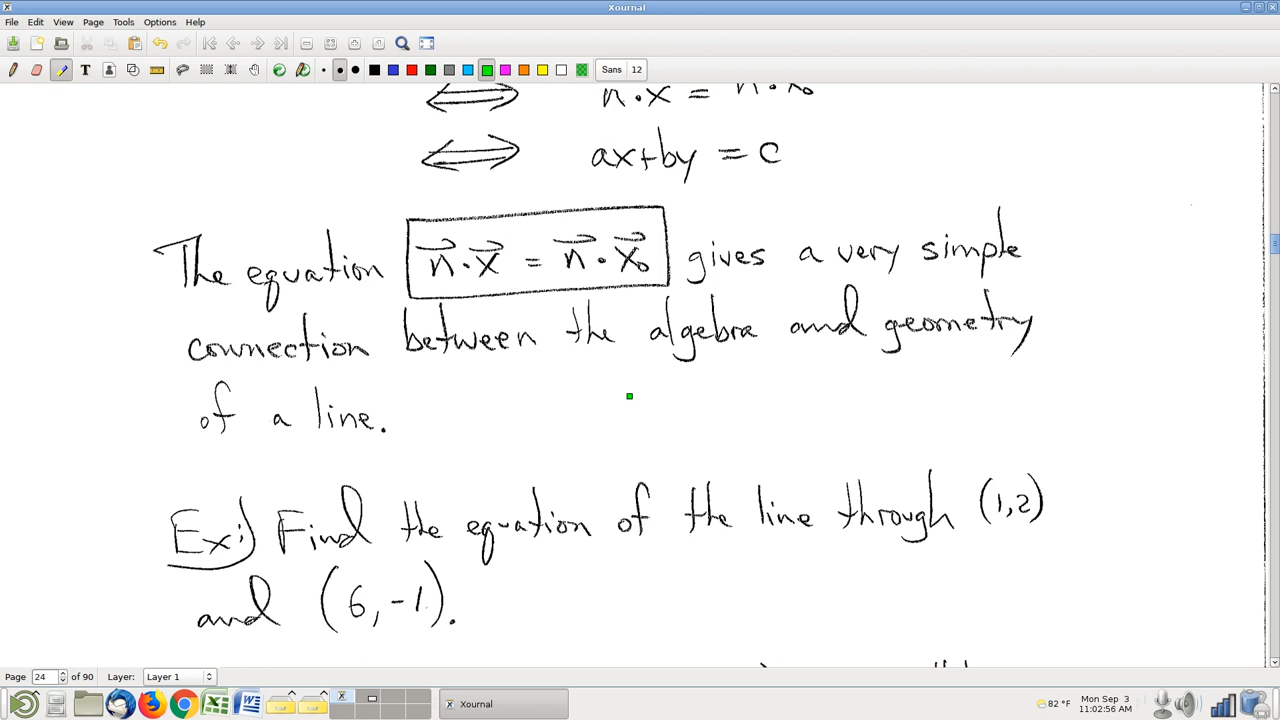 Xournal
File Edit View Page Tools Options Help
Sans 12
⟺ n·x = n·x₀
⟺ ax+by = c
The equation n⃗·x⃗ = n⃗·x⃗₀ gives a very simple
connection between the algebra and geometry
of a line.
Ex:) Find the equation of the line through (1,2)
and (6,-1).
Page 24 of 90 Layer: Layer 1
Xournal
82 °F
Mon Sep 3
11:02:56 AM